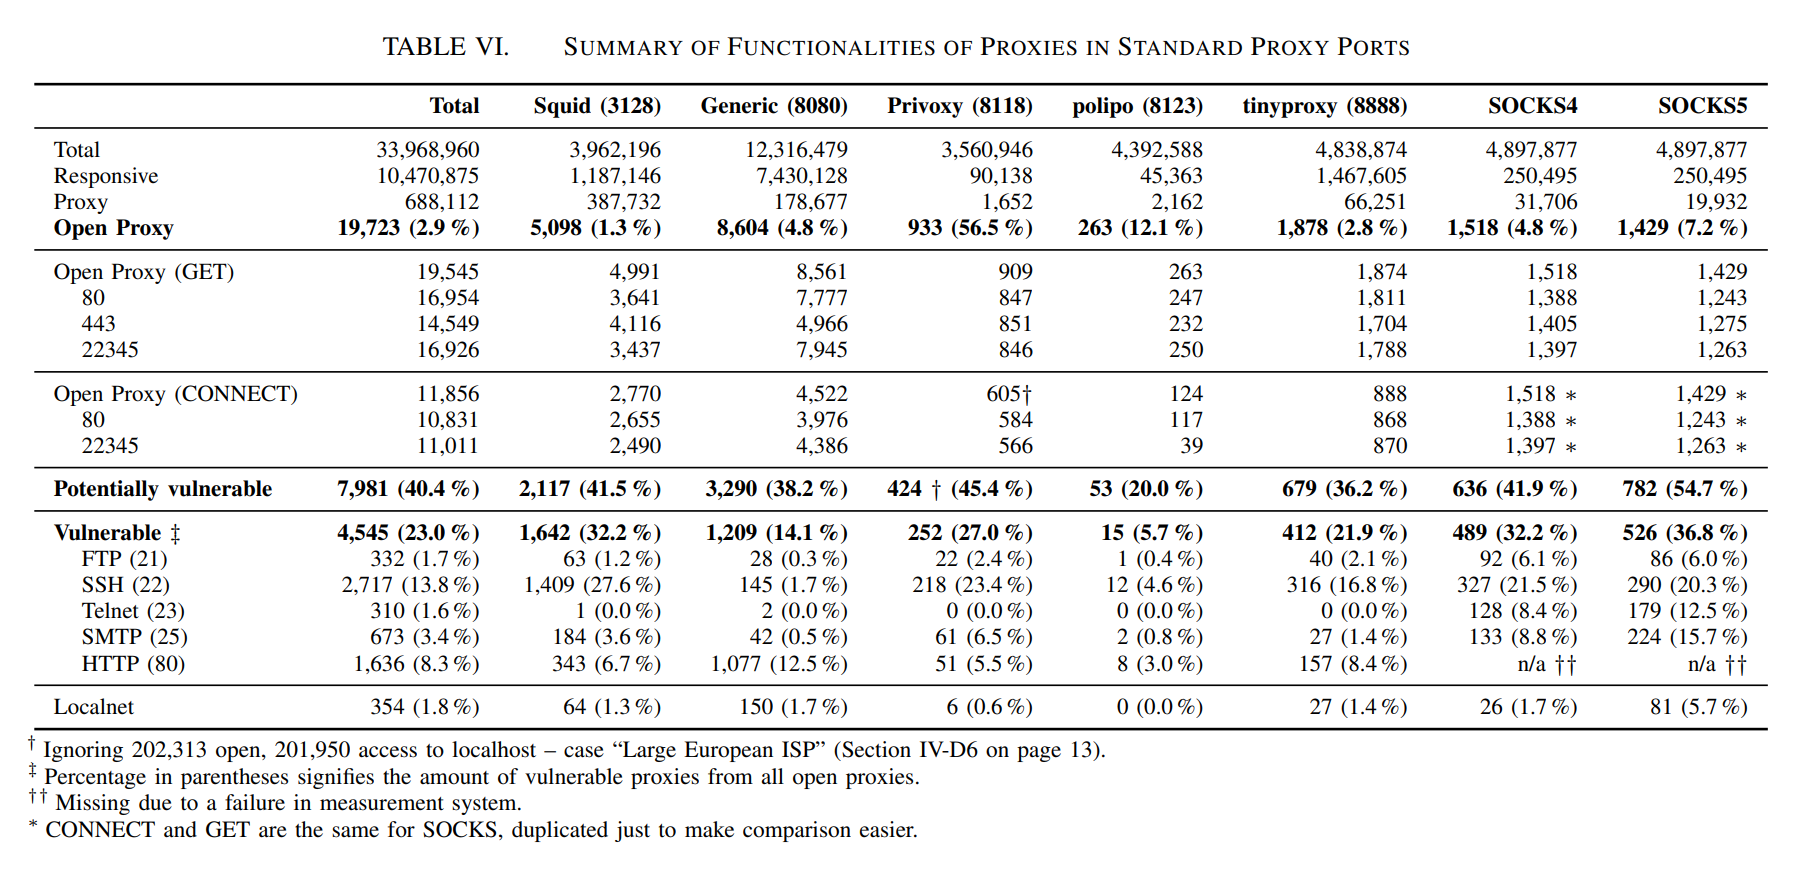 TABLE VI. SUMMARY OF FUNCTIONALITIES OF PROXIES IN STANDARD PROXY PORTS
Total Squid (3128) Generic (8080) Privoxy (8118) polipo (8123) tinyproxy (8888) SOCKS4 SOCKS5
Total 33,968,960 3,962,196 12,316,479 3,560,946 4,392,588 4,838,874 4,897,877 4,897,877
Responsive 10,470,875 1,187,146 7,430,128 90,138 45,363 1,467,605 250,495 250,495
Proxy 688,112 387,732 178,677 1,652 2,162 66,251 31,706 19,932
Open Proxy 19,723 (2.9 %) 5,098 (1.3 %) 8,604 (4.8 %) 933 (56.5 %) 263 (12.1 %) 1,878 (2.8 %) 1,518 (4.8 %) 1,429 (7.2 %)
Open Proxy (GET) 19,545 4,991 8,561 909 263 1,874 1,518 1,429
80 16,954 3,641 7,777 847 247 1,811 1,388 1,243
443 14,549 4,116 4,966 851 232 1,704 1,405 1,275
22345 16,926 3,437 7,945 846 250 1,788 1,397 1,263
Open Proxy (CONNECT) 11,856 2,770 4,522 605† 124 888 1,518 * 1,429 *
80 10,831 2,655 3,976 584 117 868 1,388 * 1,243 *
22345 11,011 2,490 4,386 566 39 870 1,397 * 1,263 *
Potentially vulnerable 7,981 (40.4 %) 2,117 (41.5 %) 3,290 (38.2 %) 424 † (45.4 %) 53 (20.0 %) 679 (36.2 %) 636 (41.9 %) 782 (54.7 %)
Vulnerable ‡ 4,545 (23.0 %) 1,642 (32.2 %) 1,209 (14.1 %) 252 (27.0 %) 15 (5.7 %) 412 (21.9 %) 489 (32.2 %) 526 (36.8 %)
FTP (21) 332 (1.7 %) 63 (1.2 %) 28 (0.3 %) 22 (2.4 %) 1 (0.4 %) 40 (2.1 %) 92 (6.1 %) 86 (6.0 %)
SSH (22) 2,717 (13.8 %) 1,409 (27.6 %) 145 (1.7 %) 218 (23.4 %) 12 (4.6 %) 316 (16.8 %) 327 (21.5 %) 290 (20.3 %)
Telnet (23) 310 (1.6 %) 1 (0.0 %) 2 (0.0 %) 0 (0.0 %) 0 (0.0 %) 0 (0.0 %) 128 (8.4 %) 179 (12.5 %)
SMTP (25) 673 (3.4 %) 184 (3.6 %) 42 (0.5 %) 61 (6.5 %) 2 (0.8 %) 27 (1.4 %) 133 (8.8 %) 224 (15.7 %)
HTTP (80) 1,636 (8.3 %) 343 (6.7 %) 1,077 (12.5 %) 51 (5.5 %) 8 (3.0 %) 157 (8.4 %) n/a †† n/a ††
Localnet 354 (1.8 %) 64 (1.3 %) 150 (1.7 %) 6 (0.6 %) 0 (0.0 %) 27 (1.4 %) 26 (1.7 %) 81 (5.7 %)
† Ignoring 202,313 open, 201,950 access to localhost – case “Large European ISP” (Section IV-D6 on page 13).
‡ Percentage in parentheses signifies the amount of vulnerable proxies from all open proxies.
†† Missing due to a failure in measurement system.
* CONNECT and GET are the same for SOCKS, duplicated just to make comparison easier.